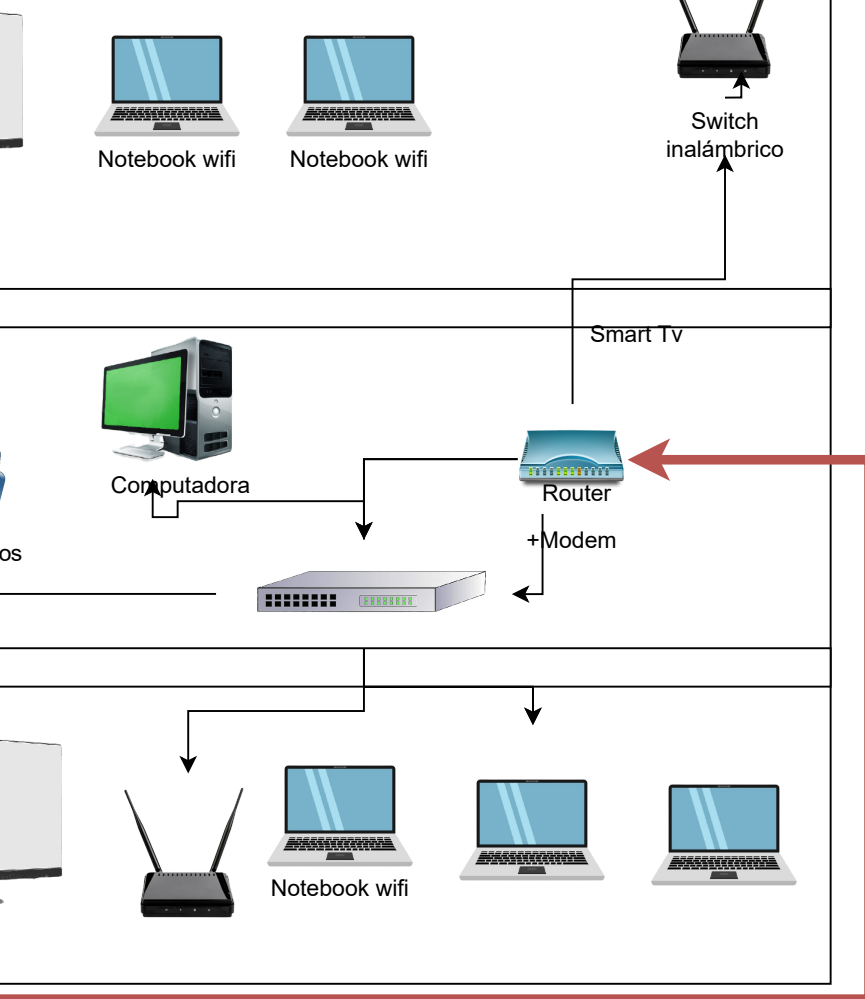 Notebook wifi
Notebook wifi
Switch
inalámbrico
Smart Tv
Computadora
Router
+Modem
os
Notebook wifi